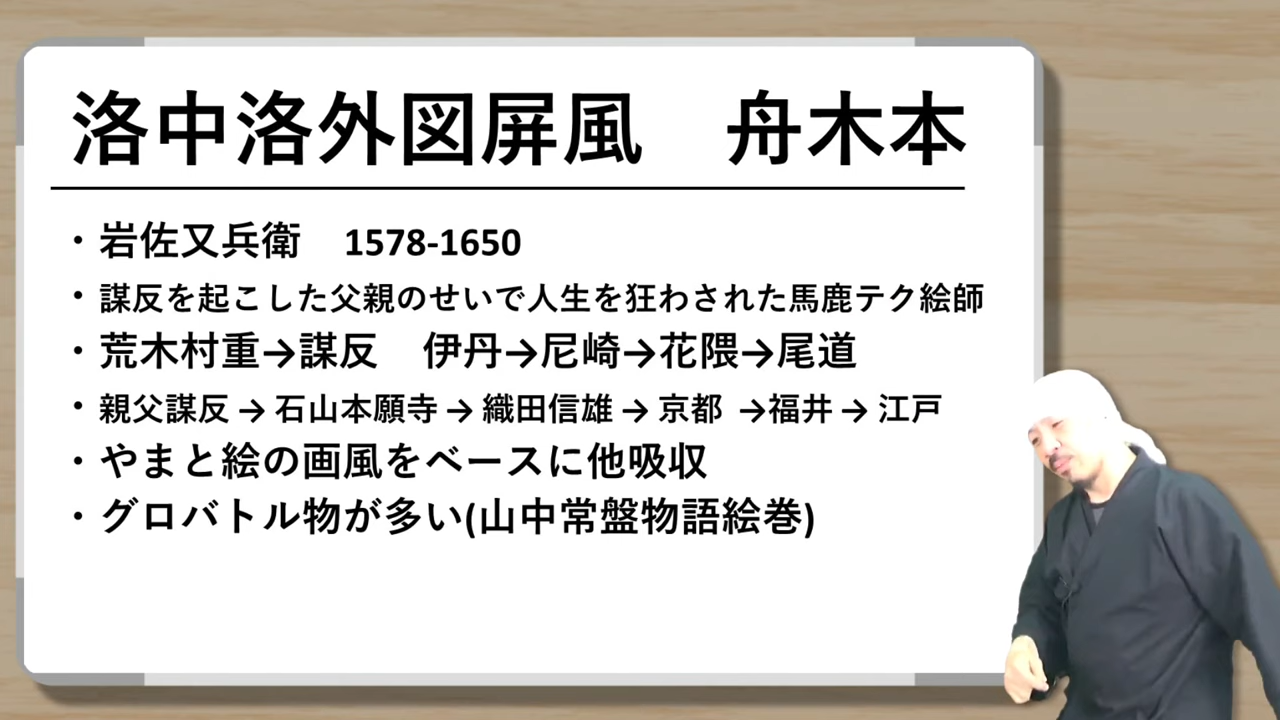 洛中洛外図屏風　舟木本
・岩佐又兵衛　1578-1650
・謀反を起こした父親のせいで人生を狂わされた馬鹿テク絵師
・荒木村重→謀反　伊丹→尼崎→花隈→尾道
・親父謀反 → 石山本願寺 → 織田信雄 → 京都 →福井 → 江戸
・やまと絵の画風をベースに他吸収
・グロバトル物が多い(山中常盤物語絵巻)